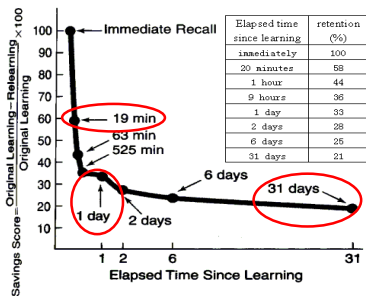 Savings Score= Original Learning–Relearning / Original Learning ×100
100
90
80
70
60
50
40
30
20
10
Immediate Recall
19 min
63 min
525 min
1 day
2 days
6 days
31 days
1 2 6 31
Elapsed Time Since Learning
Elapsed time since learning retention (%)
immediately 100
20 minutes 58
1 hour 44
9 hours 36
1 day 33
2 days 28
6 days 25
31 days 21